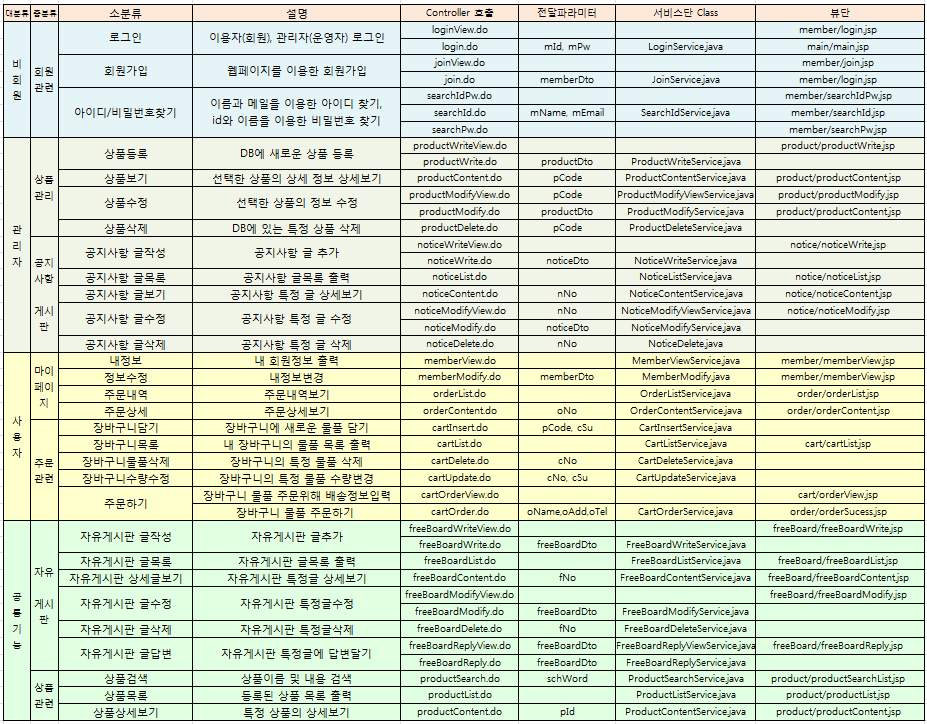 대분류 중분류 소분류 설명 Controller 호출 전달파라미터 서비스단 Class 뷰단
비회원 회원관련 로그인 이용자(회원), 관리자(운영자) 로그인 loginView.do member/login.jsp
login.do mId, mPw LoginService.java main/main.jsp
회원가입 웹페이지를 이용한 회원가입 joinView.do member/join.jsp
join.do memberDto JoinService.java member/login.jsp
아이디/비밀번호찾기 이름과 메일을 이용한 아이디 찾기, id와 이름을 이용한 비밀번호 찾기 searchIdPw.do member/searchIdPw.jsp
searchId.do mName, mEmail SearchIdService.java member/searchId.jsp
searchPw.do member/searchPw.jsp
관리자 상품관리 상품등록 DB에 새로운 상품 등록 productWriteView.do product/productWrite.jsp
productWrite.do productDto ProductWriteService.java
상품보기 선택한 상품의 상세 정보 상세보기 productContent.do pCode ProductContentService.java product/productContent.jsp
상품수정 선택한 상품의 정보 수정 productModifyView.do pCode ProductModifyViewService.java product/productModify.jsp
productModify.do productDto ProductModifyService.java product/productContent.jsp
상품삭제 DB에 있는 특정 상품 삭제 productDelete.do pCode ProductDeleteService.java
공지사항 게시판 공지사항 글작성 공지사항 글 추가 noticeWriteView.do notice/noticeWrite.jsp
noticeWrite.do noticeDto NoticeWriteService.java
공지사항 글목록 공지사항 글목록 출력 noticeList.do NoticeListService.java notice/noticeList.jsp
공지사항 글보기 공지사항 특정 글 상세보기 noticeContent.do nNo NoticeContentService.java notice/noticeContent.jsp
공지사항 글수정 공지사항 특정 글 수정 noticeModifyView.do nNo NoticeModifyViewService.java notice/noticeModify.jsp
noticeModify.do noticeDto NoticeModifyService.java
공지사항 글삭제 공지사항 특정 글 삭제 noticeDelete.do nNo NoticeDelete.java
사용자 마이페이지 내정보 내 회원정보 출력 memberView.do MemberViewService.java member/memberView.jsp
정보수정 내정보변경 memberModify.do memberDto MemberModify.java member/memberView.jsp
주문내역 주문내역보기 orderList.do OrderListService.java order/orderList.jsp
주문상세 주문상세보기 orderContent.do oNo OrderContentService.java order/orderContent.jsp
주문관련 장바구니담기 장바구니에 새로운 물품 담기 cartInsert.do pCode, cSu CartInsertService.java
장바구니목록 내 장바구니의 물품 목록 출력 cartList.do CartListService.java cart/cartList.jsp
장바구니물품삭제 장바구니의 특정 물품 삭제 cartDelete.do cNo CartDeleteService.java
장바구니수량수정 장바구니의 특정 물품 수량변경 cartUpdate.do cNo, cSu CartUpdateService.java
주문하기 장바구니 물품 주문위해 배송정보입력 cartOrderView.do cart/orderView.jsp
장바구니 물품 주문하기 cartOrder.do oName,oAdd,oTel CartOrderService.java order/orderSucess.jsp
공통기능 자유게시판 자유게시판 글작성 자유게시판 글추가 freeBoardWriteView.do freeBoard/freeBoardWrite.jsp
freeBoardWrite.do freeBoardDto FreeBoardWriteService.java
자유게시판 글목록 자유게시판 글목록 출력 freeBoardList.do FreeBoardListService.java freeBoard/freeBoardList.jsp
자유게시판 상세글보기 자유게시판 특정글 상세보기 freeBoardContent.do fNo FreeBoardContentService.java freeBoard/freeBoardContent.jsp
자유게시판 글수정 자유게시판 특정글수정 freeBoardModifyView.do freeBoard/freeBoardModify.jsp
freeBoardModify.do freeBoardDto FreeBoardModifyService.java
자유게시판 글삭제 자유게시판 특정글삭제 freeBoardDelete.do fNo FreeBoardDeleteService.java
자유게시판 글답변 자유게시판 특정글에 답변달기 freeBoardReplyView.do freeBoardDto FreeBoardReplyViewService.java freeBoard/freeBoardReply.jsp
freeBoardReply.do freeBoardDto FreeBoardReplyService.java
상품관련 상품검색 상품이름 및 내용 검색 productSearch.do schWord ProductSearchService.java product/productSearchList.jsp
상품목록 등록된 상품 목록 출력 productList.do ProductListService.java product/productList.jsp
상품상세보기 특정 상품의 상세보기 productContent.do pId ProductContentService.java product/productContent.jsp